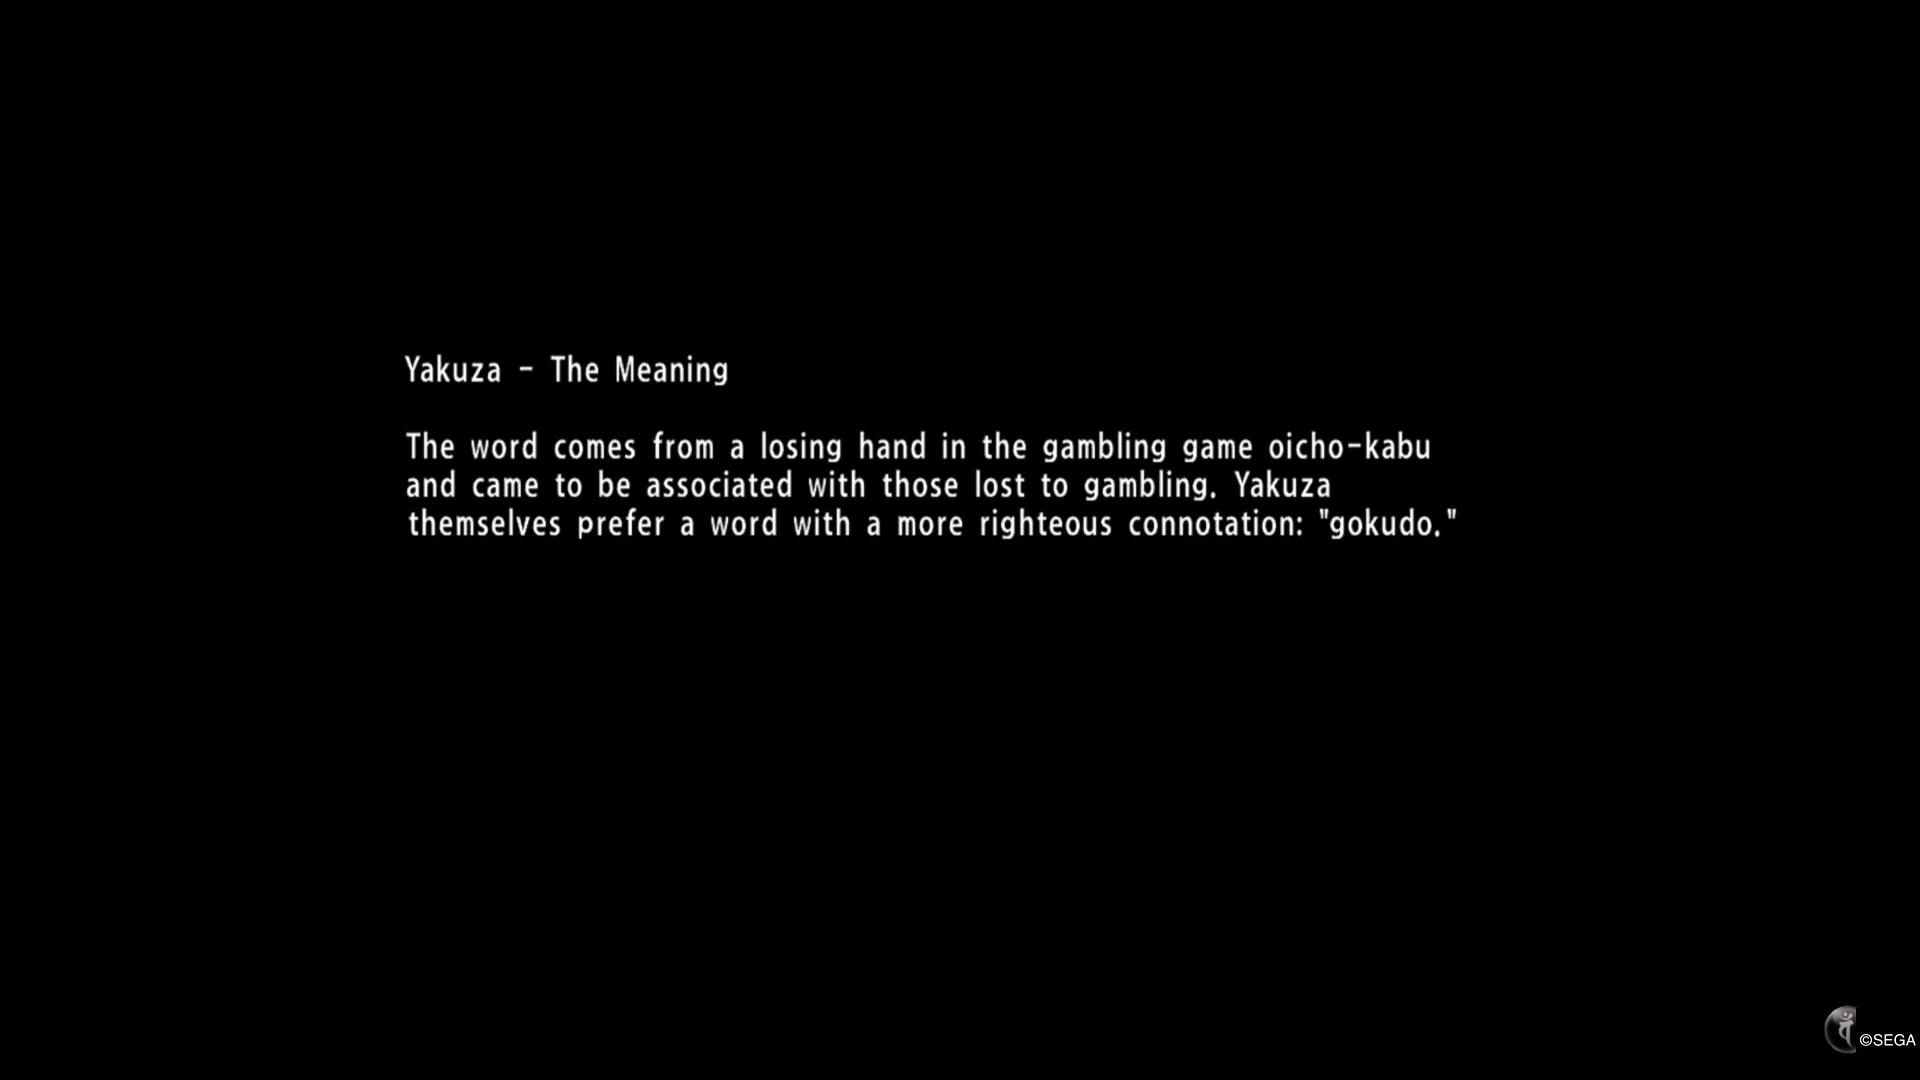 Yakuza - The Meaning
The word comes from a losing hand in the gambling game oicho-kabu
and came to be associated with those lost to gambling. Yakuza
themselves prefer a word with a more righteous connotation: "gokudo."
©SEGA